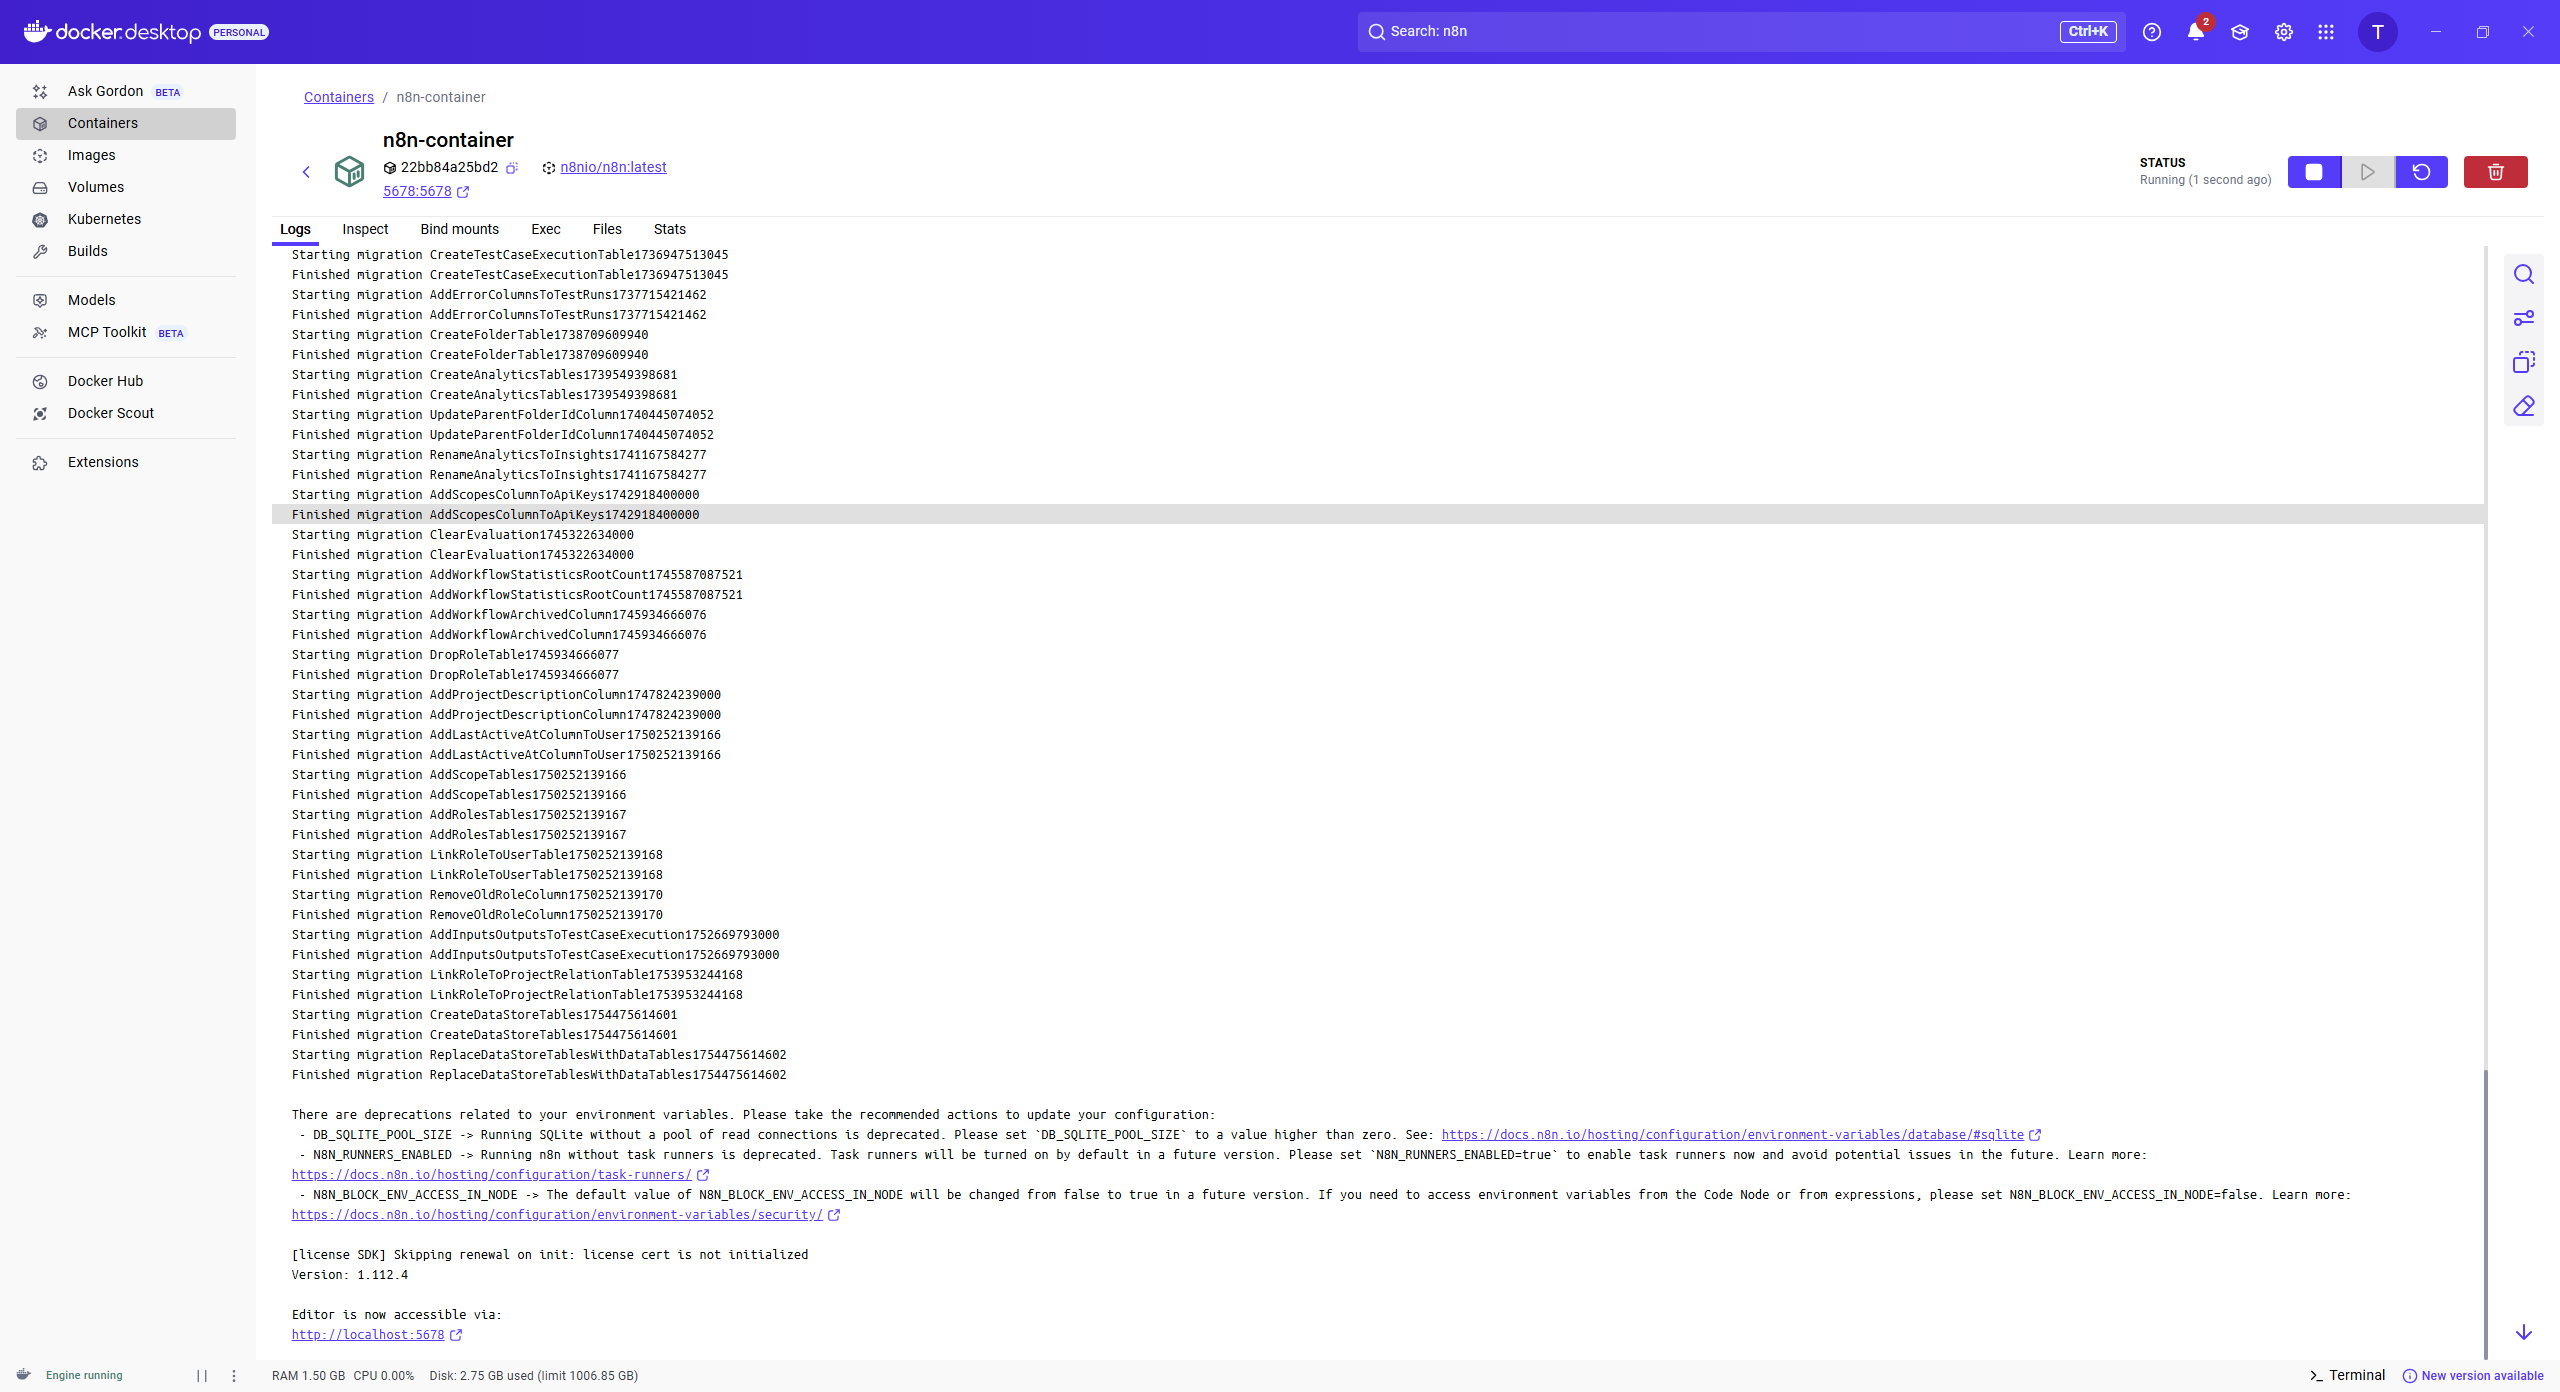 docker.desktop PERSONAL
Search: n8n
Ctrl+K
2
T
Ask Gordon BETA
Containers
Images
Volumes
Kubernetes
Builds
Models
MCP Toolkit BETA
Docker Hub
Docker Scout
Extensions
Containers / n8n-container
n8n-container
22bb84a25bd2 n8nio/n8n:latest
5678:5678
STATUS
Running (1 second ago)
Logs Inspect Bind mounts Exec Files Stats
Starting migration CreateTestCaseExecutionTable1736947513045
Finished migration CreateTestCaseExecutionTable1736947513045
Starting migration AddErrorColumnsToTestRuns1737715421462
Finished migration AddErrorColumnsToTestRuns1737715421462
Starting migration CreateFolderTable1738709609940
Finished migration CreateFolderTable1738709609940
Starting migration CreateAnalyticsTables1739549398681
Finished migration CreateAnalyticsTables1739549398681
Starting migration UpdateParentFolderIdColumn1740445074052
Finished migration UpdateParentFolderIdColumn1740445074052
Starting migration RenameAnalyticsToInsights1741167584277
Finished migration RenameAnalyticsToInsights1741167584277
Starting migration AddScopesColumnToApiKeys1742918400000
Finished migration AddScopesColumnToApiKeys1742918400000
Starting migration ClearEvaluation1745322634000
Finished migration ClearEvaluation1745322634000
Starting migration AddWorkflowStatisticsRootCount1745587087521
Finished migration AddWorkflowStatisticsRootCount1745587087521
Starting migration AddWorkflowArchivedColumn1745934666076
Finished migration AddWorkflowArchivedColumn1745934666076
Starting migration DropRoleTable1745934666077
Finished migration DropRoleTable1745934666077
Starting migration AddProjectDescriptionColumn1747824239000
Finished migration AddProjectDescriptionColumn1747824239000
Starting migration AddLastActiveAtColumnToUser1750252139166
Finished migration AddLastActiveAtColumnToUser1750252139166
Starting migration AddScopeTables1750252139166
Finished migration AddScopeTables1750252139166
Starting migration AddRolesTables1750252139167
Finished migration AddRolesTables1750252139167
Starting migration LinkRoleToUserTable1750252139168
Finished migration LinkRoleToUserTable1750252139168
Starting migration RemoveOldRoleColumn1750252139170
Finished migration RemoveOldRoleColumn1750252139170
Starting migration AddInputsOutputsToTestCaseExecution1752669793000
Finished migration AddInputsOutputsToTestCaseExecution1752669793000
Starting migration LinkRoleToProjectRelationTable1753953244168
Finished migration LinkRoleToProjectRelationTable1753953244168
Starting migration CreateDataStoreTables1754475614601
Finished migration CreateDataStoreTables1754475614601
Starting migration ReplaceDataStoreTablesWithDataTables1754475614602
Finished migration ReplaceDataStoreTablesWithDataTables1754475614602
There are deprecations related to your environment variables. Please take the recommended actions to update your configuration:
- DB_SQLITE_POOL_SIZE -> Running SQLite without a pool of read connections is deprecated. Please set `DB_SQLITE_POOL_SIZE` to a value higher than zero. See: https://docs.n8n.io/hosting/configuration/environment-variables/database/#sqlite
- N8N_RUNNERS_ENABLED -> Running n8n without task runners is deprecated. Task runners will be turned on by default in a future version. Please set `N8N_RUNNERS_ENABLED=true` to enable task runners now and avoid potential issues in the future. Learn more:
https://docs.n8n.io/hosting/configuration/task-runners/
- N8N_BLOCK_ENV_ACCESS_IN_NODE -> The default value of N8N_BLOCK_ENV_ACCESS_IN_NODE will be changed from false to true in a future version. If you need to access environment variables from the Code Node or from expressions, please set N8N_BLOCK_ENV_ACCESS_IN_NODE=false. Learn more:
https://docs.n8n.io/hosting/configuration/environment-variables/security/
[license SDK] Skipping renewal on init: license cert is not initialized
Version: 1.112.4
Editor is now accessible via:
http://localhost:5678
Engine running
RAM 1.50 GB CPU 0.00% Disk: 2.75 GB used (limit 1006.85 GB)
Terminal
New version available